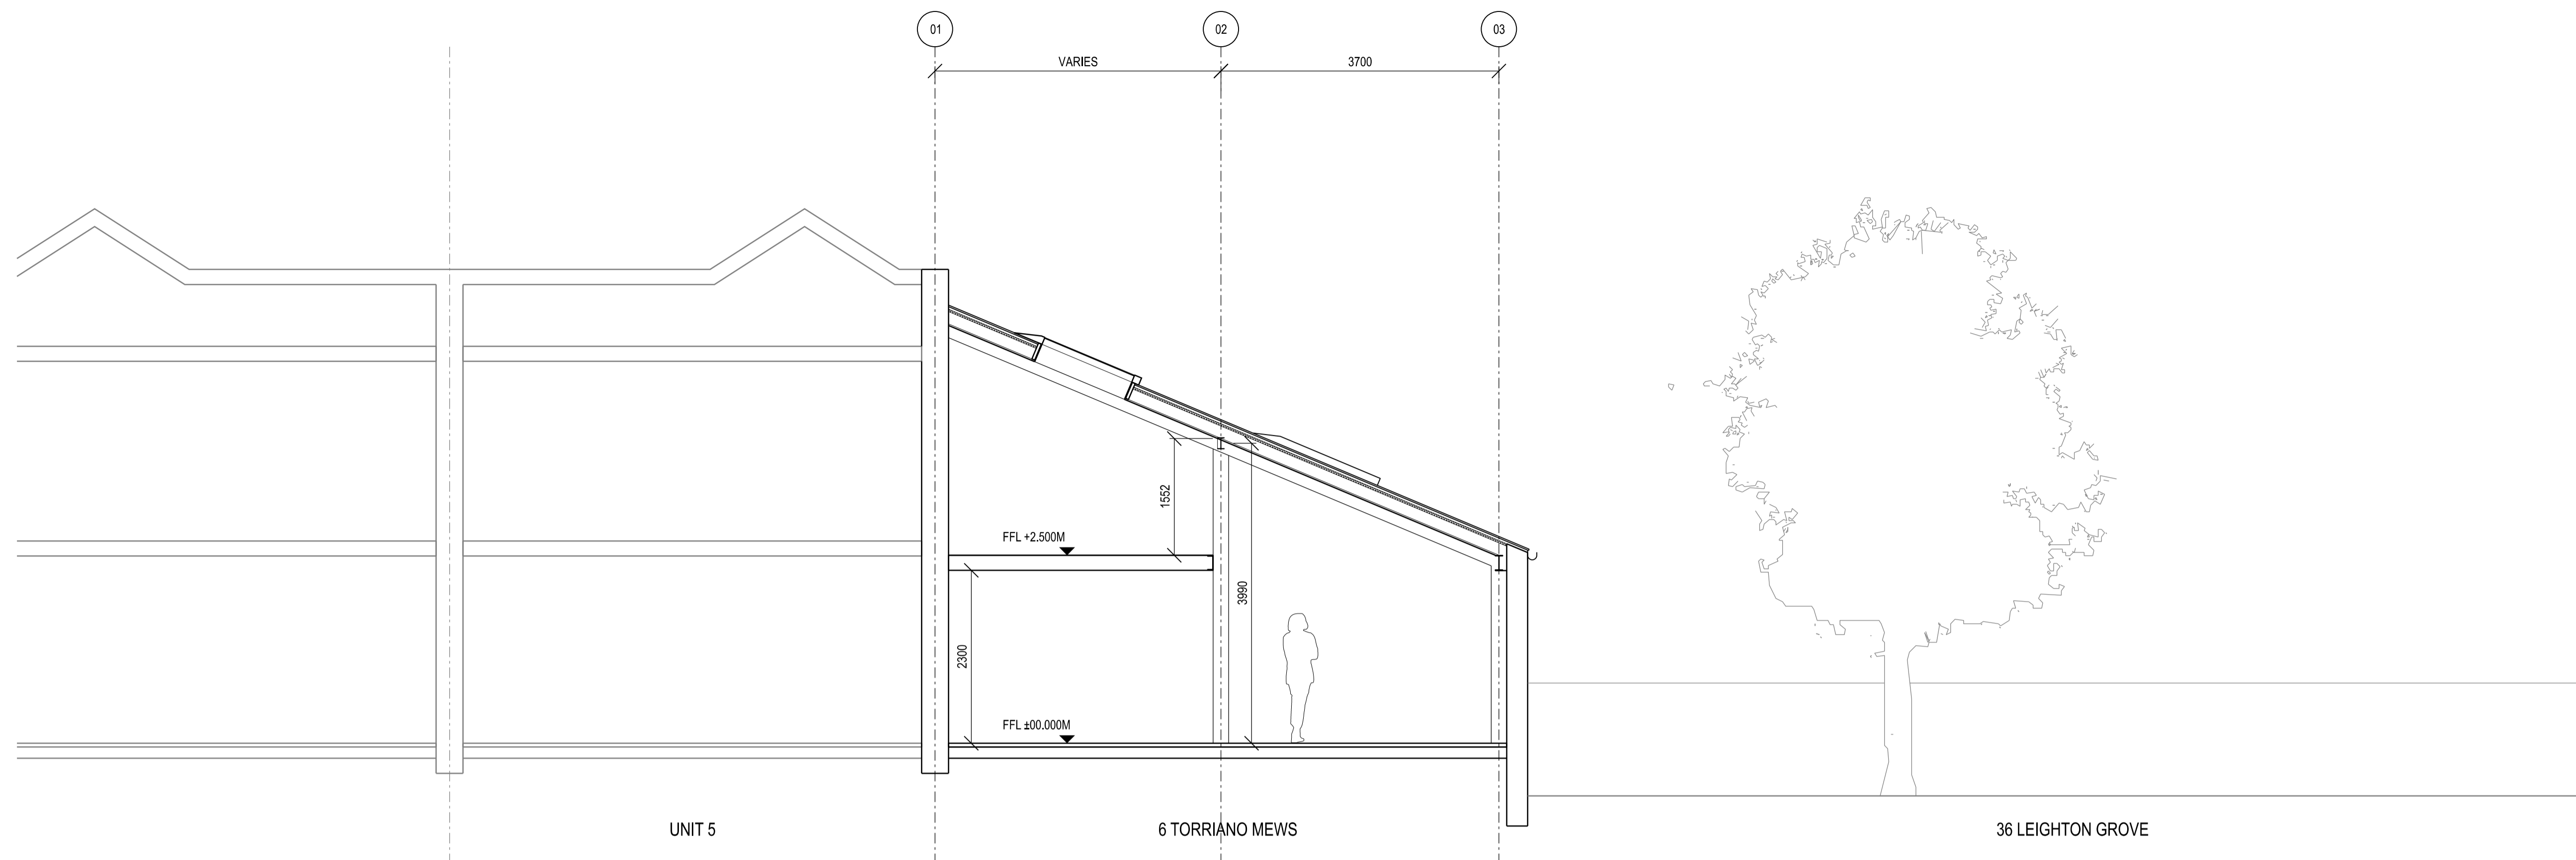 01
02
03
VARIES
3700
1552
FFL +2.500M
3990
2300
FFL ±00.000M
UNIT 5
6 TORRIANO MEWS
36 LEIGHTON GROVE